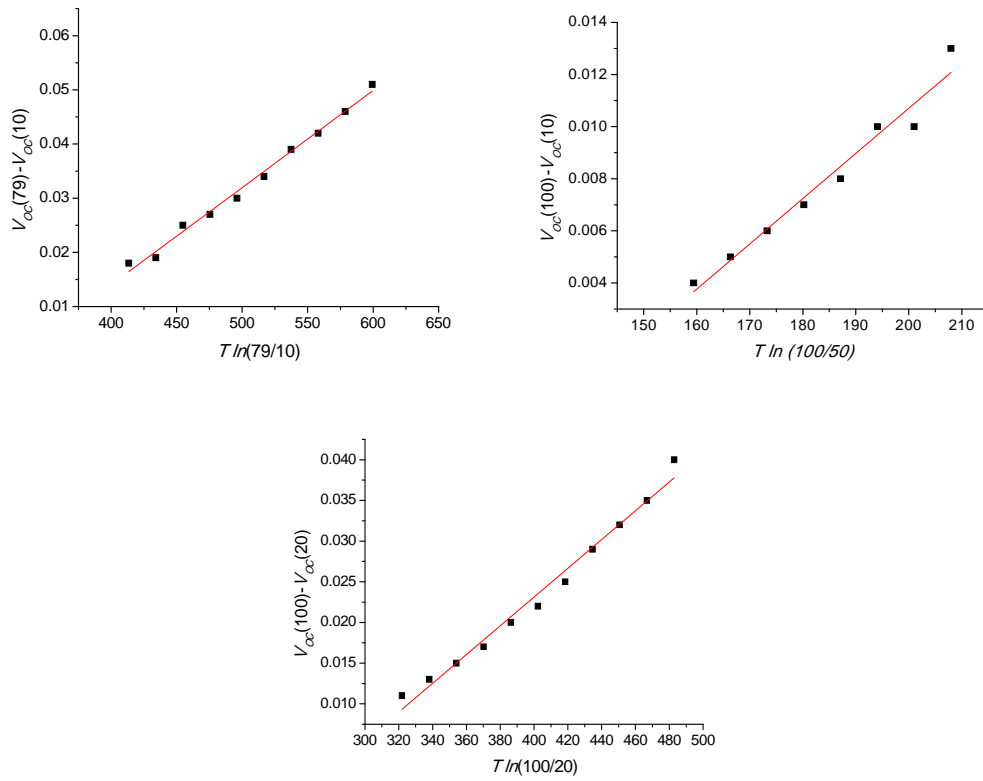 0.06
0.05
0.04
0.03
0.02
0.01
V_OC(79)-V_OC(10)
400 450 500 550 600 650
T ln(79/10)
0.014
0.012
0.010
0.008
0.006
0.004
V_OC(100)-V_OC(10)
150 160 170 180 190 200 210
T ln (100/50)
0.040
0.035
0.030
0.025
0.020
0.015
0.010
V_OC(100)-V_OC(20)
300 320 340 360 380 400 420 440 460 480 500
T ln(100/20)